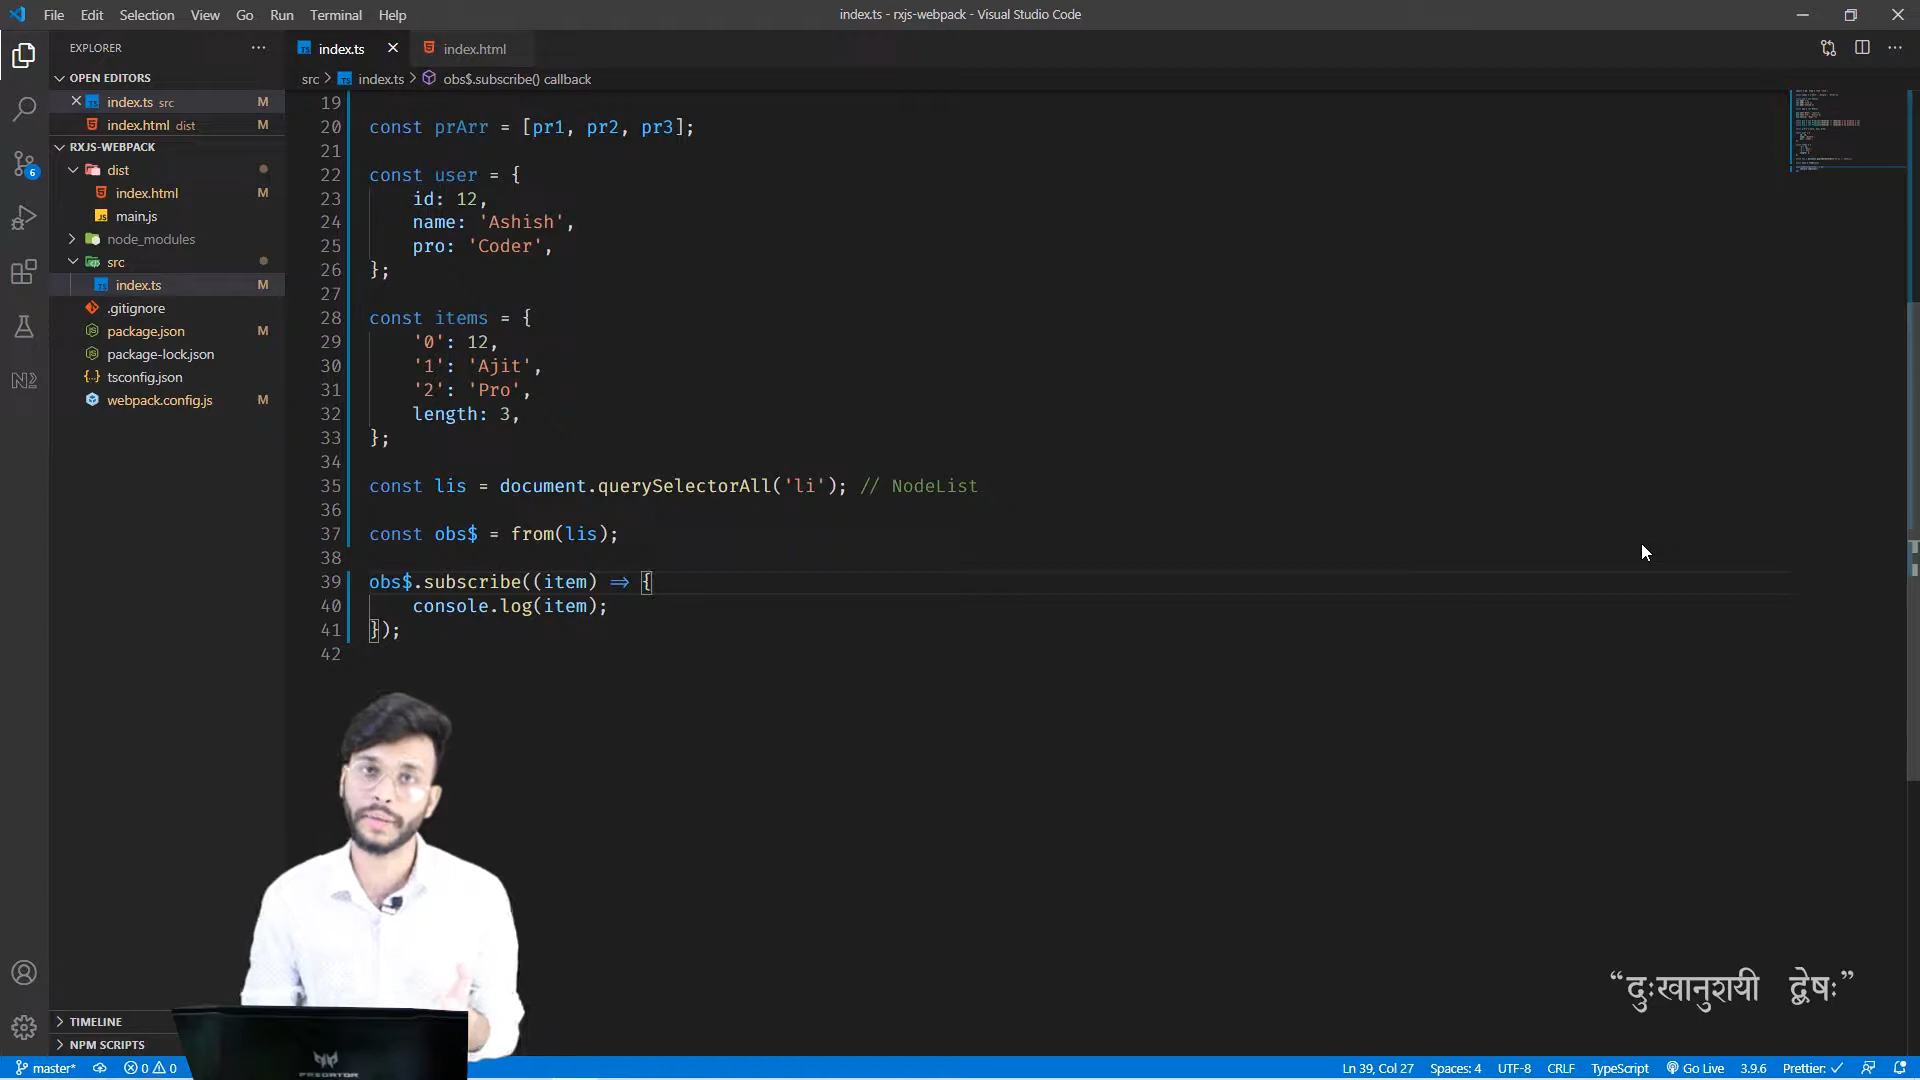 File Edit Selection View Go Run Terminal Help
index.ts - rxjs-webpack - Visual Studio Code
EXPLORER
OPEN EDITORS
index.ts src M
index.html dist M
RXJS-WEBPACK
dist
index.html M
JS main.js
node_modules
src
TS index.ts M
.gitignore
package.json M
package-lock.json
{..} tsconfig.json
webpack.config.js M
6
N2
TIMELINE
NPM SCRIPTS
TS index.ts index.html
src > TS index.ts > obs$.subscribe() callback
19
20 const prArr = [pr1, pr2, pr3];
21
22 const user = {
23 id: 12,
24 name: 'Ashish',
25 pro: 'Coder',
26 };
27
28 const items = {
29 '0': 12,
30 '1': 'Ajit',
31 '2': 'Pro',
32 length: 3,
33 };
34
35 const lis = document.querySelectorAll('li'); // NodeList
36
37 const obs$ = from(lis);
38
39 obs$.subscribe((item) => {
40 console.log(item);
41 });
42
PREDATOR
“दुःखानुशयी द्वेषः”
master* 0 0 Ln 39, Col 27 Spaces: 4 UTF-8 CRLF TypeScript Go Live 3.9.6 Prettier: ✓